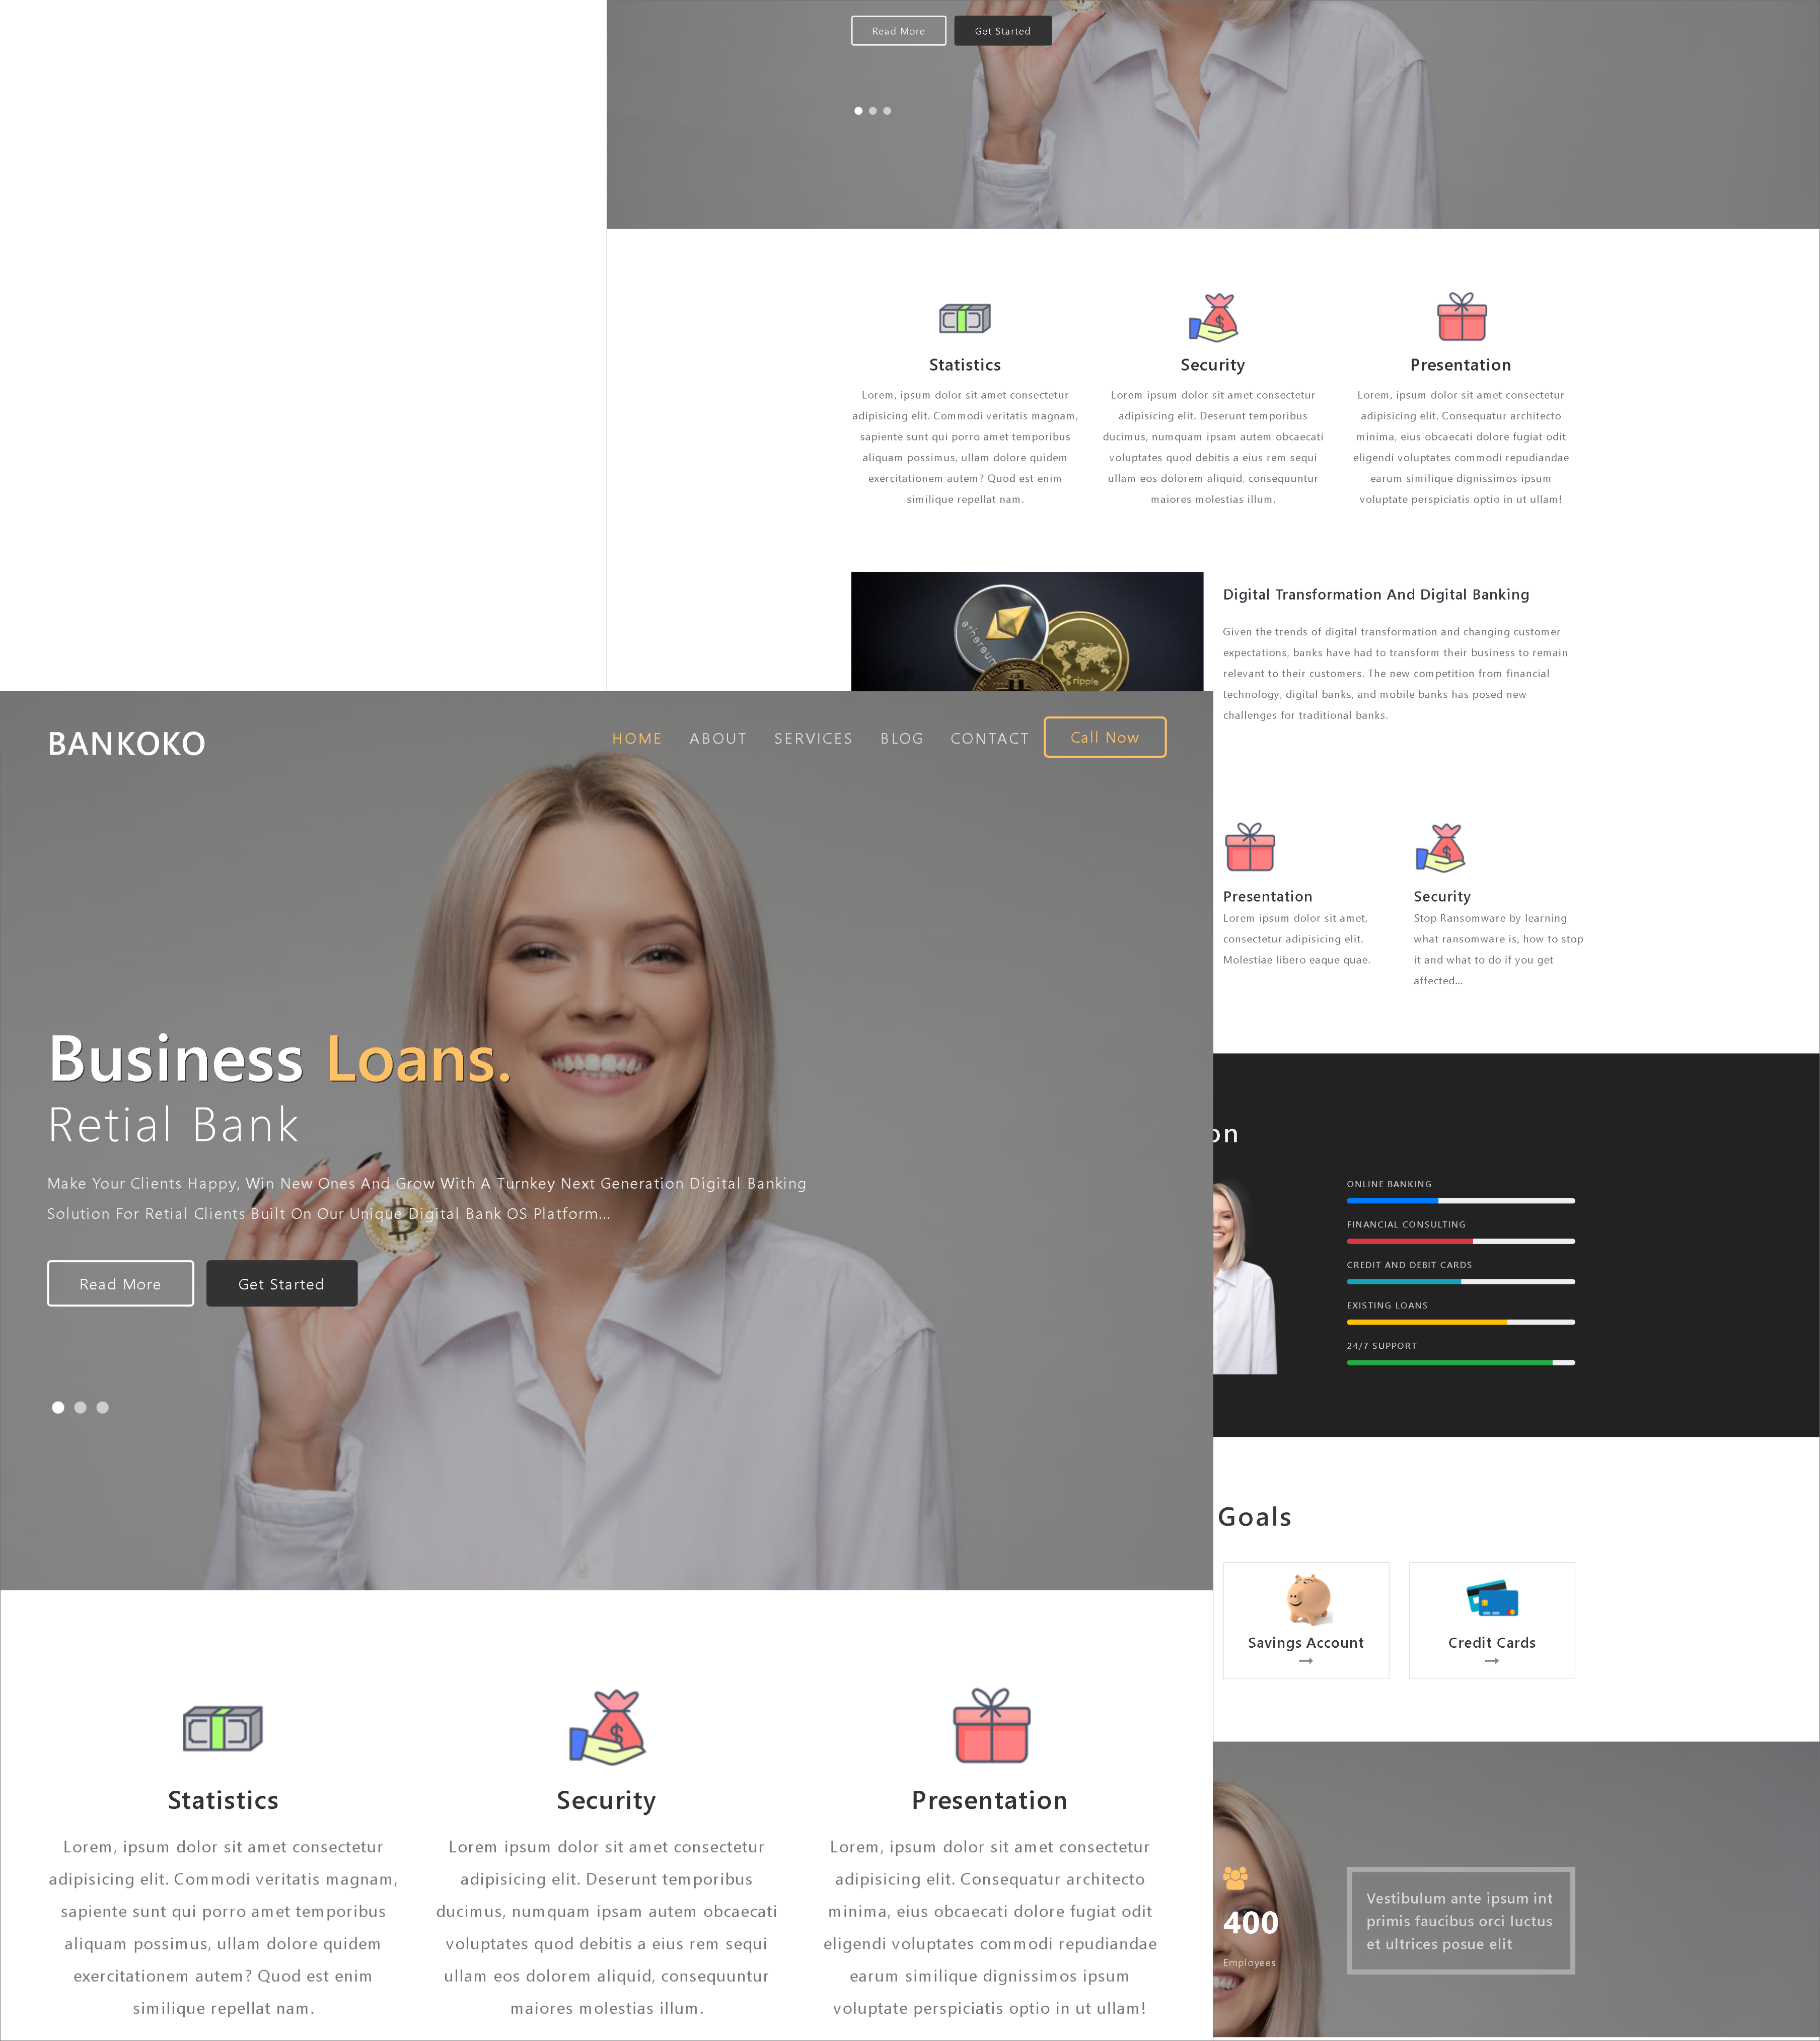 Read More
Get Started
Statistics
Lorem, ipsum dolor sit amet consectetur
adipisicing elit. Commodi veritatis magnam,
sapiente sunt qui porro amet temporibus
aliquam possimus, ullam dolore quidem
exercitationem autem? Quod est enim
similique repellat nam.
Security
Lorem ipsum dolor sit amet consectetur
adipisicing elit. Deserunt temporibus
ducimus, numquam ipsam autem obcaecati
voluptates quod debitis a eius rem sequi
ullam eos dolorem aliquid, consequuntur
maiores molestias illum.
Presentation
Lorem, ipsum dolor sit amet consectetur
adipisicing elit. Consequatur architecto
minima, eius obcaecati dolore fugiat odit
eligendi voluptates commodi repudiandae
earum similique dignissimos ipsum
voluptate perspiciatis optio in ut ullam!
ethereum
ripple
Digital Transformation And Digital Banking
Given the trends of digital transformation and changing customer
expectations, banks have had to transform their business to remain
relevant to their customers. The new competition from financial
technology, digital banks, and mobile banks has posed new
challenges for traditional banks.
Presentation
Lorem ipsum dolor sit amet,
consectetur adipisicing elit.
Molestiae libero eaque quae.
Security
Stop Ransomware by learning
what ransomware is, how to stop
it and what to do if you get
affected...
on
ONLINE BANKING
FINANCIAL CONSULTING
CREDIT AND DEBIT CARDS
EXISTING LOANS
24/7 SUPPORT
Goals
Savings Account
Credit Cards
400
Employees
Vestibulum ante ipsum int
primis faucibus orci luctus
et ultrices posue elit
BANKOKO
HOME
ABOUT
SERVICES
BLOG
CONTACT
Call Now
Business Loans.
Retial Bank
Make Your Clients Happy, Win New Ones And Grow With A Turnkey Next Generation Digital Banking
Solution For Retial Clients Built On Our Unique Digital Bank OS Platform...
Read More
Get Started
Statistics
Lorem, ipsum dolor sit amet consectetur
adipisicing elit. Commodi veritatis magnam,
sapiente sunt qui porro amet temporibus
aliquam possimus, ullam dolore quidem
exercitationem autem? Quod est enim
similique repellat nam.
Security
Lorem ipsum dolor sit amet consectetur
adipisicing elit. Deserunt temporibus
ducimus, numquam ipsam autem obcaecati
voluptates quod debitis a eius rem sequi
ullam eos dolorem aliquid, consequuntur
maiores molestias illum.
Presentation
Lorem, ipsum dolor sit amet consectetur
adipisicing elit. Consequatur architecto
minima, eius obcaecati dolore fugiat odit
eligendi voluptates commodi repudiandae
earum similique dignissimos ipsum
voluptate perspiciatis optio in ut ullam!